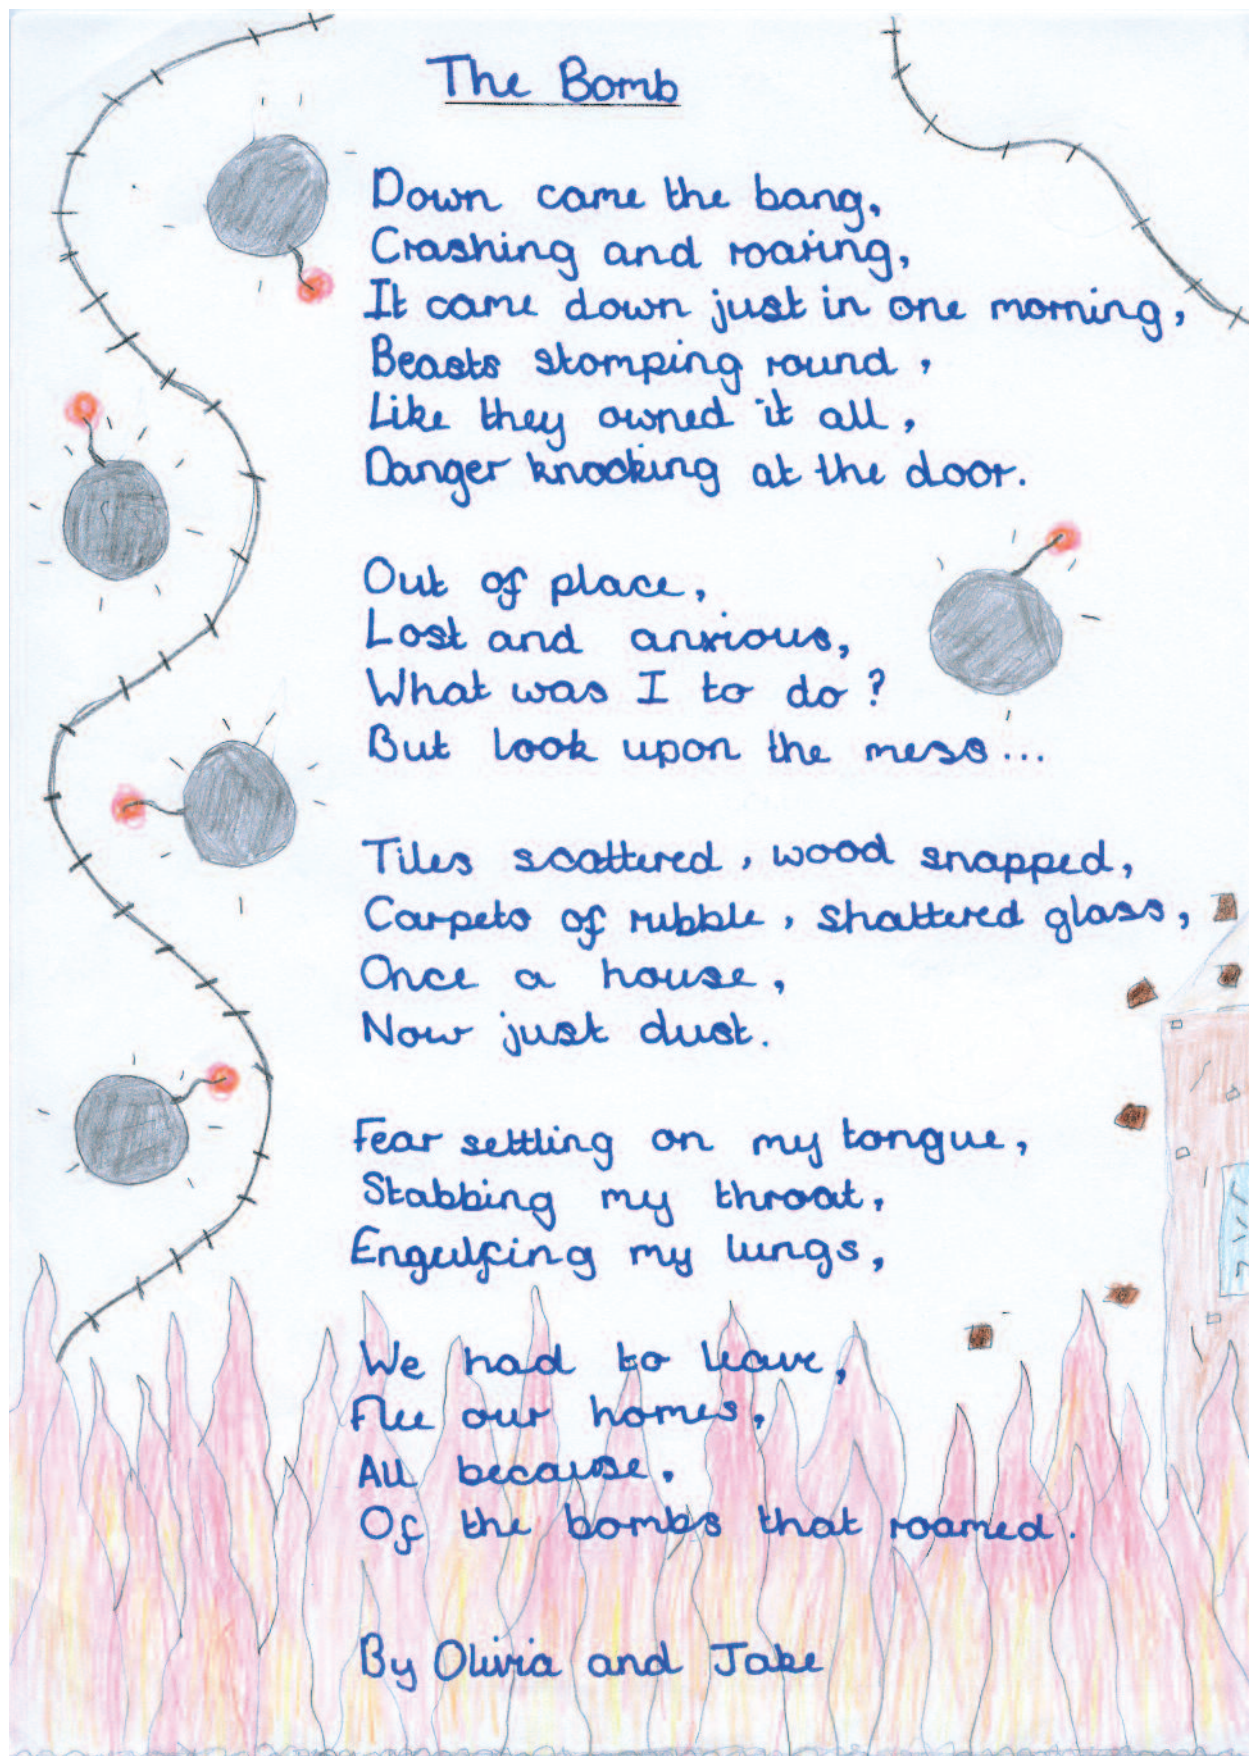 The Bomb
Down came the bang,
Crashing and roaring,
It came down just in one morning,
Beasts stomping round,
Like they owned it all,
Danger knocking at the door.
Out of place,
Lost and anxious,
What was I to do?
But look upon the mess...
Tiles scattered, wood snapped,
Carpets of rubble, shattered glass,
Once a house,
Now just dust.
Fear settling on my tongue,
Stabbing my throat,
Engulfing my lungs,
We had to leave,
Flee our homes,
All because,
Of the bombs that roamed.
By Olivia and Jake